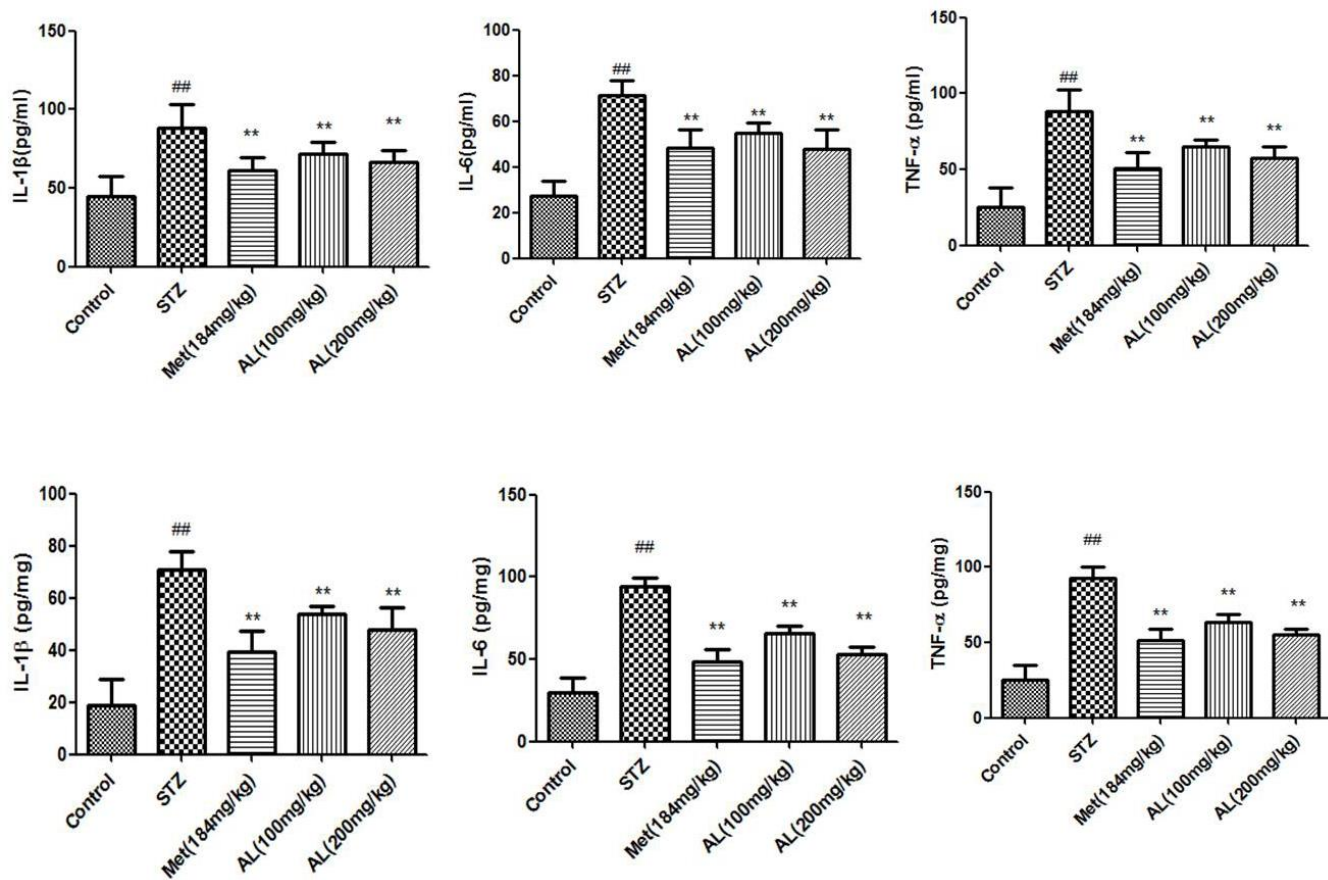 IL-1β(pg/ml)
150
100
50
0
##
**
**
**
Control
STZ
Met(184mg/kg)
AL(100mg/kg)
AL(200mg/kg)
IL-6(pg/ml)
100
80
60
40
20
0
##
**
**
**
Control
STZ
Met(184mg/kg)
AL(100mg/kg)
AL(200mg/kg)
TNF-α (pg/ml)
150
100
50
0
##
**
**
**
Control
STZ
Met(184mg/kg)
AL(100mg/kg)
AL(200mg/kg)
IL-1β (pg/mg)
100
80
60
40
20
0
##
**
**
**
Control
STZ
Met(184mg/kg)
AL(100mg/kg)
AL(200mg/kg)
IL-6 (pg/mg)
150
100
50
0
##
**
**
**
Control
STZ
Met(184mg/kg)
AL(100mg/kg)
AL(200mg/kg)
TNF-α (pg/mg)
150
100
50
0
##
**
**
**
Control
STZ
Met(184mg/kg)
AL(100mg/kg)
AL(200mg/kg)